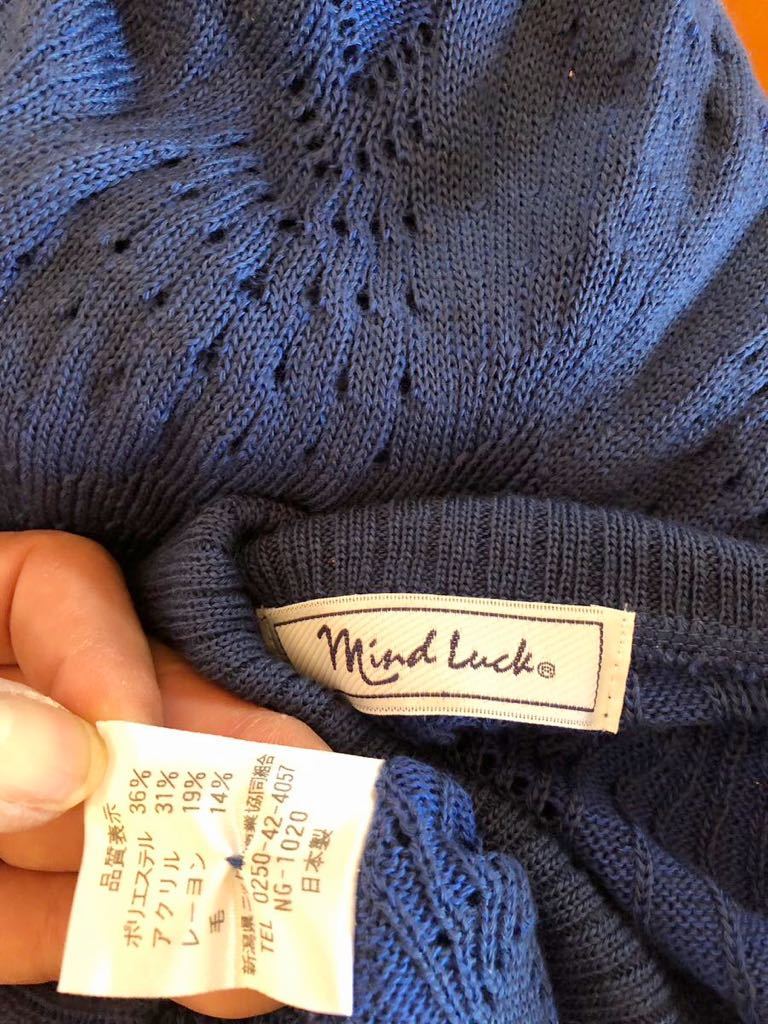 Mind Luck®
品質表示
ポリエステル 36%
アクリル 31%
レーヨン 19%
毛 14%
新潟県ニット 業協同組合
TEL 0250-42-4057
NG-1020
日本製